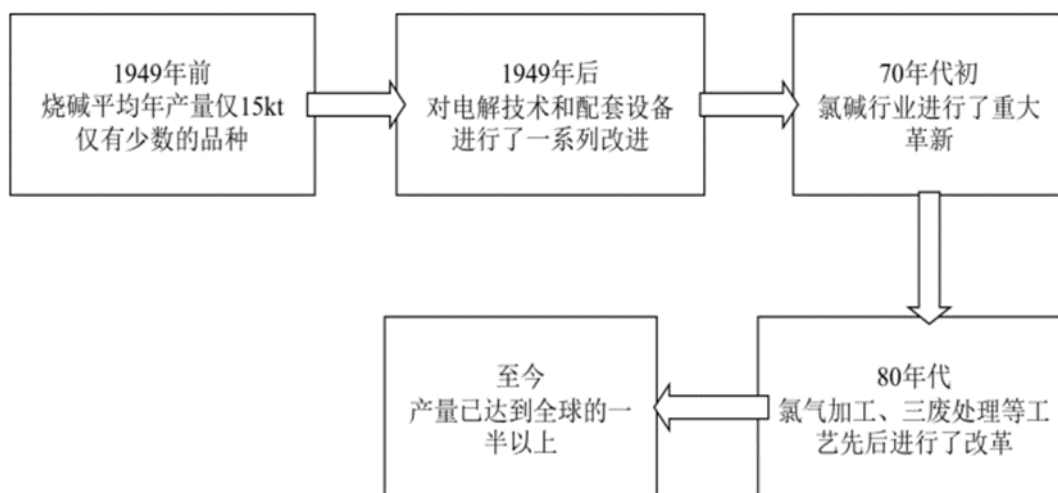 1949年前
烧碱平均年产量仅15kt
仅有少数的品种
1949年后
对电解技术和配套设备
进行了一系列改进
70年代初
氯碱行业进行了重大
革新
80年代
氯气加工、三废处理等工
艺先后进行了改革
至今
产量已达到全球的一
半以上